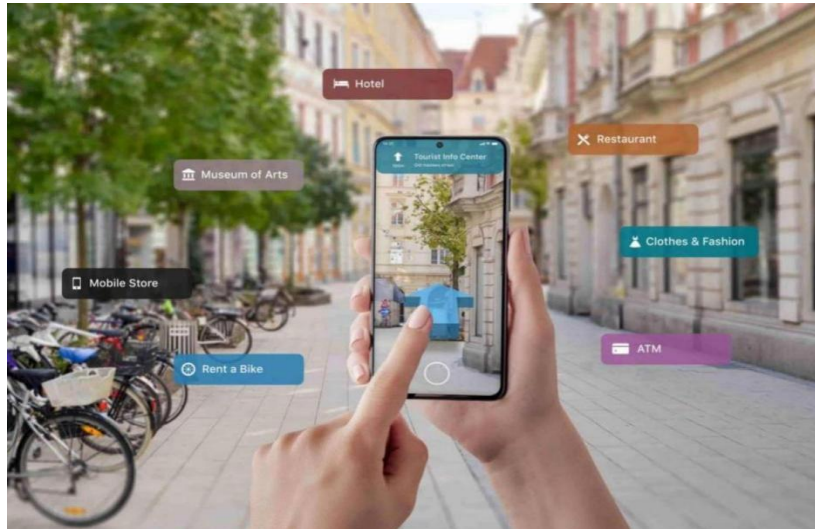 Hotel
Restaurant
Tourist Info Center
Museum of Arts
Clothes & Fashion
Mobile Store
ATM
Rent a Bike